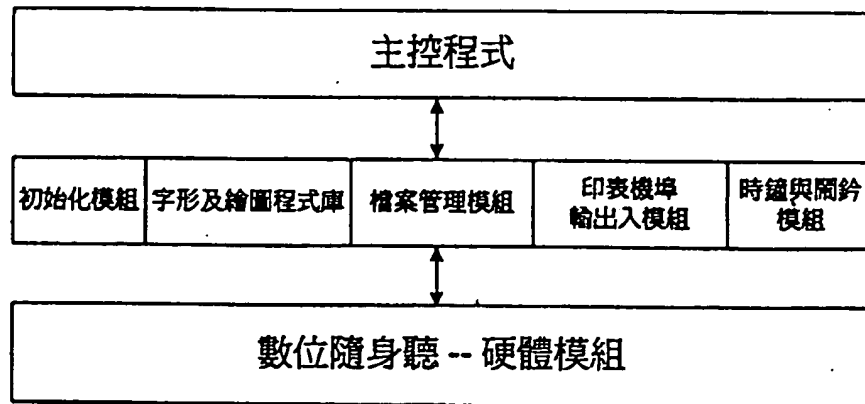 主控程式
初始化模組
字形及繪圖程式庫
檔案管理模組
印表機埠
輸出入模組
時鐘與鬧鈴
模組
數位隨身聽 -- 硬體模組